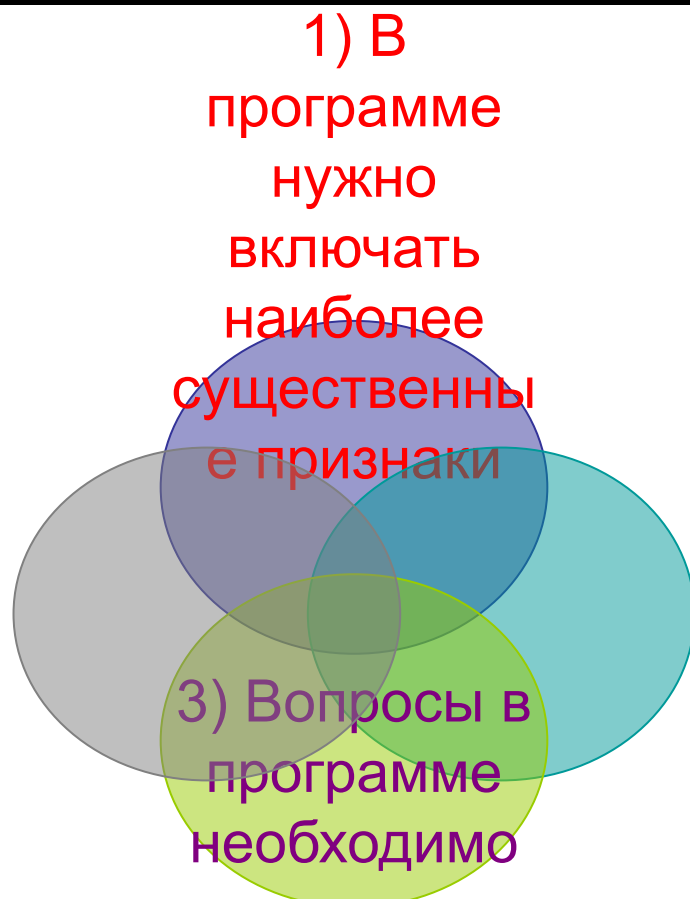 1) В
программе
нужно
включать
наиболее
существенны
е признаки
3) Вопросы в
программе
необходимо